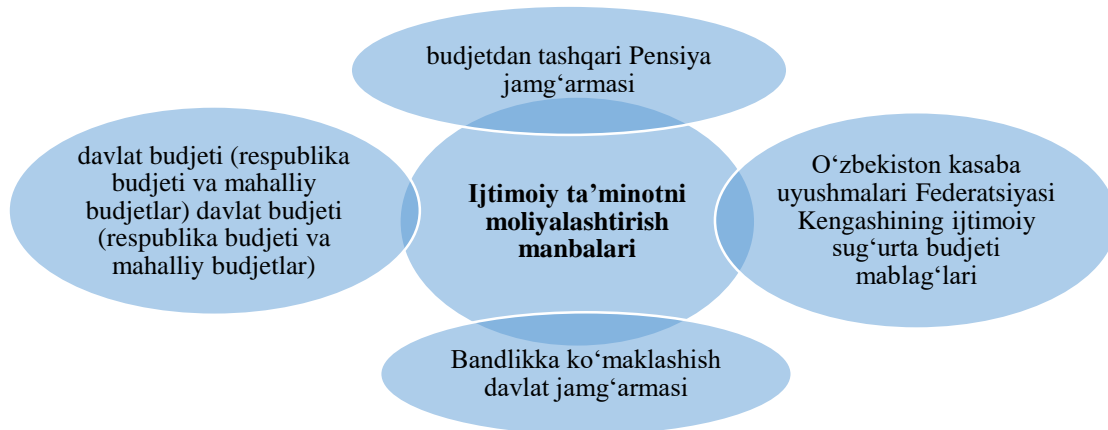 budjetdan tashqari Pensiya
jamg‘armasi
davlat budjeti (respublika
budjeti va mahalliy
budjetlar) davlat budjeti
(respublika budjeti va
mahalliy budjetlar)
Ijtimoiy ta’minotni
moliyalashtirish
manbalari
O‘zbekiston kasaba
uyushmalari Federatsiyasi
Kengashining ijtimoiy
sug‘urta budjeti
mablag‘lari
Bandlikka ko‘maklashish
davlat jamg‘armasi